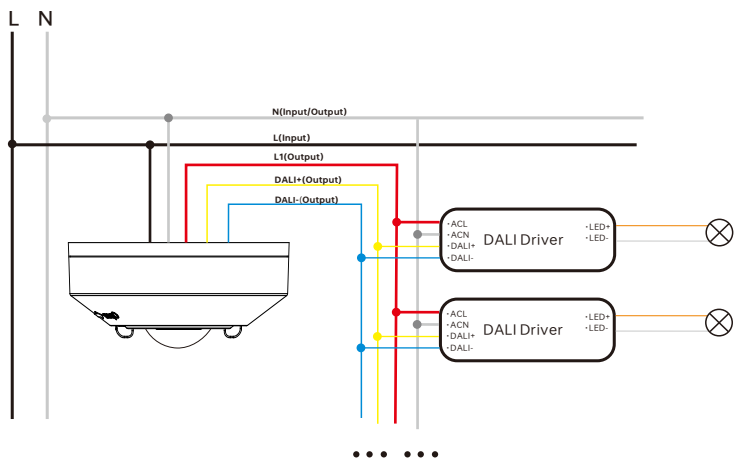 L N
N(Input/Output)
L(Input)
L1(Output)
DALI+(Output)
DALI-(Output)
·ACL
·ACN
·DALI+
·DALI-
DALI Driver
·LED+
·LED-
·ACL
·ACN
·DALI+
·DALI-
DALI Driver
·LED+
·LED-